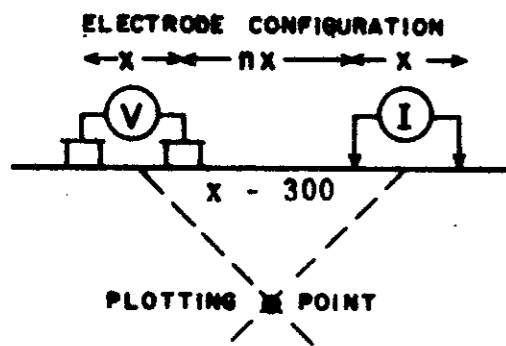 ELECTRODE CONFIGURATION
X nX X
V I
X - 300
PLOTTING POINT